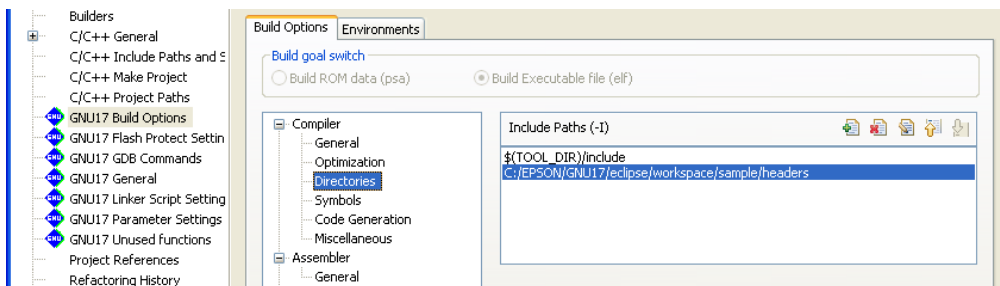 Builders
C/C++ General
C/C++ Include Paths and S
C/C++ Make Project
C/C++ Project Paths
GNU17 Build Options
GNU17 Flash Protect Settin
GNU17 GDB Commands
GNU17 General
GNU17 Linker Script Setting
GNU17 Parameter Settings
GNU17 Unused functions
Project References
Refactoring History
Build Options
Environments
Build goal switch
Build ROM data (psa)
Build Executable file (elf)
Compiler
General
Optimization
Directories
Symbols
Code Generation
Miscellaneous
Assembler
General
Include Paths (-I)
$(TOOL_DIR)/include
C:/EPSON/GNU17/eclipse/workspace/sample/headers